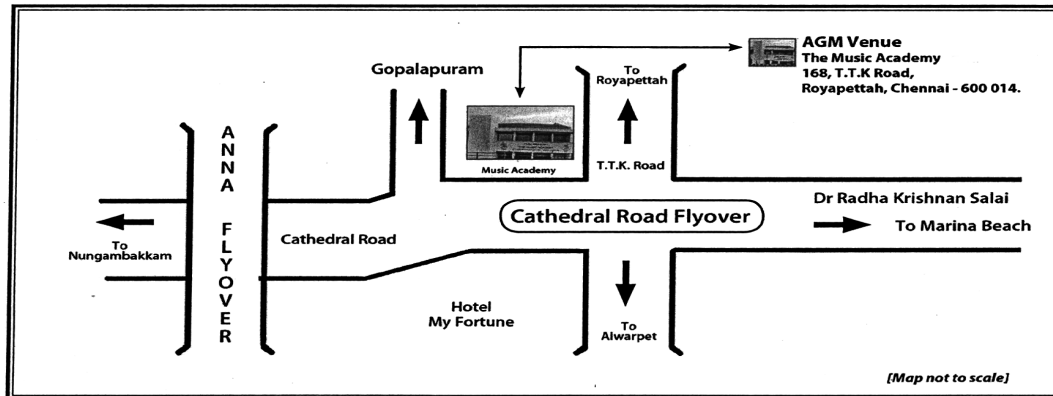 AGM Venue
The Music Academy
168, T.T.K Road,
Royapettah, Chennai - 600 014.
Gopalapuram
To
Royapettah
ANNA FLYOVER
Music Academy
T.T.K. Road
Dr Radha Krishnan Salai
Cathedral Road Flyover
To Marina Beach
Cathedral Road
To
Nungambakkam
Hotel
My Fortune
To
Alwarpet
[Map not to scale]